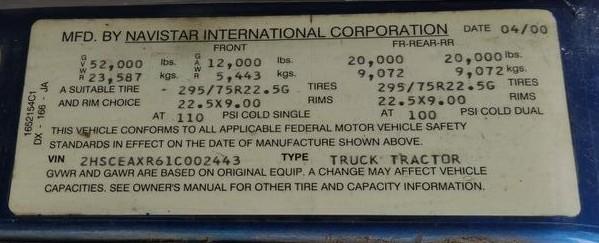 MFD. BY NAVISTAR INTERNATIONAL CORPORATION DATE 04/00
FRONT FR-REAR-RR
GVWR 52,000 lbs. GAWR 12,000 lbs. 20,000 20,000 lbs.
23,587 kgs. 5,443 kgs. 9,072 9,072 kgs.
A SUITABLE TIRE - 295/75R22.5G TIRES 295/75R22.5G TIRES
AND RIM CHOICE 22.5X9.00 RIMS 22.5X9.00 RIMS
AT 110 PSI COLD SINGLE AT 100 PSI COLD DUAL
THIS VEHICLE CONFORMS TO ALL APPLICABLE FEDERAL MOTOR VEHICLE SAFETY
STANDARDS IN EFFECT ON THE DATE OF MANUFACTURE SHOWN ABOVE.
VIN 2HSCEAXR61C002443 TYPE TRUCK TRACTOR
GVWR AND GAWR ARE BASED ON ORIGINAL EQUIP. A CHANGE MAY AFFECT VEHICLE
CAPACITIES. SEE OWNER'S MANUAL FOR OTHER TIRE AND CAPACITY INFORMATION.
1652154C1
DX - 166 - JA